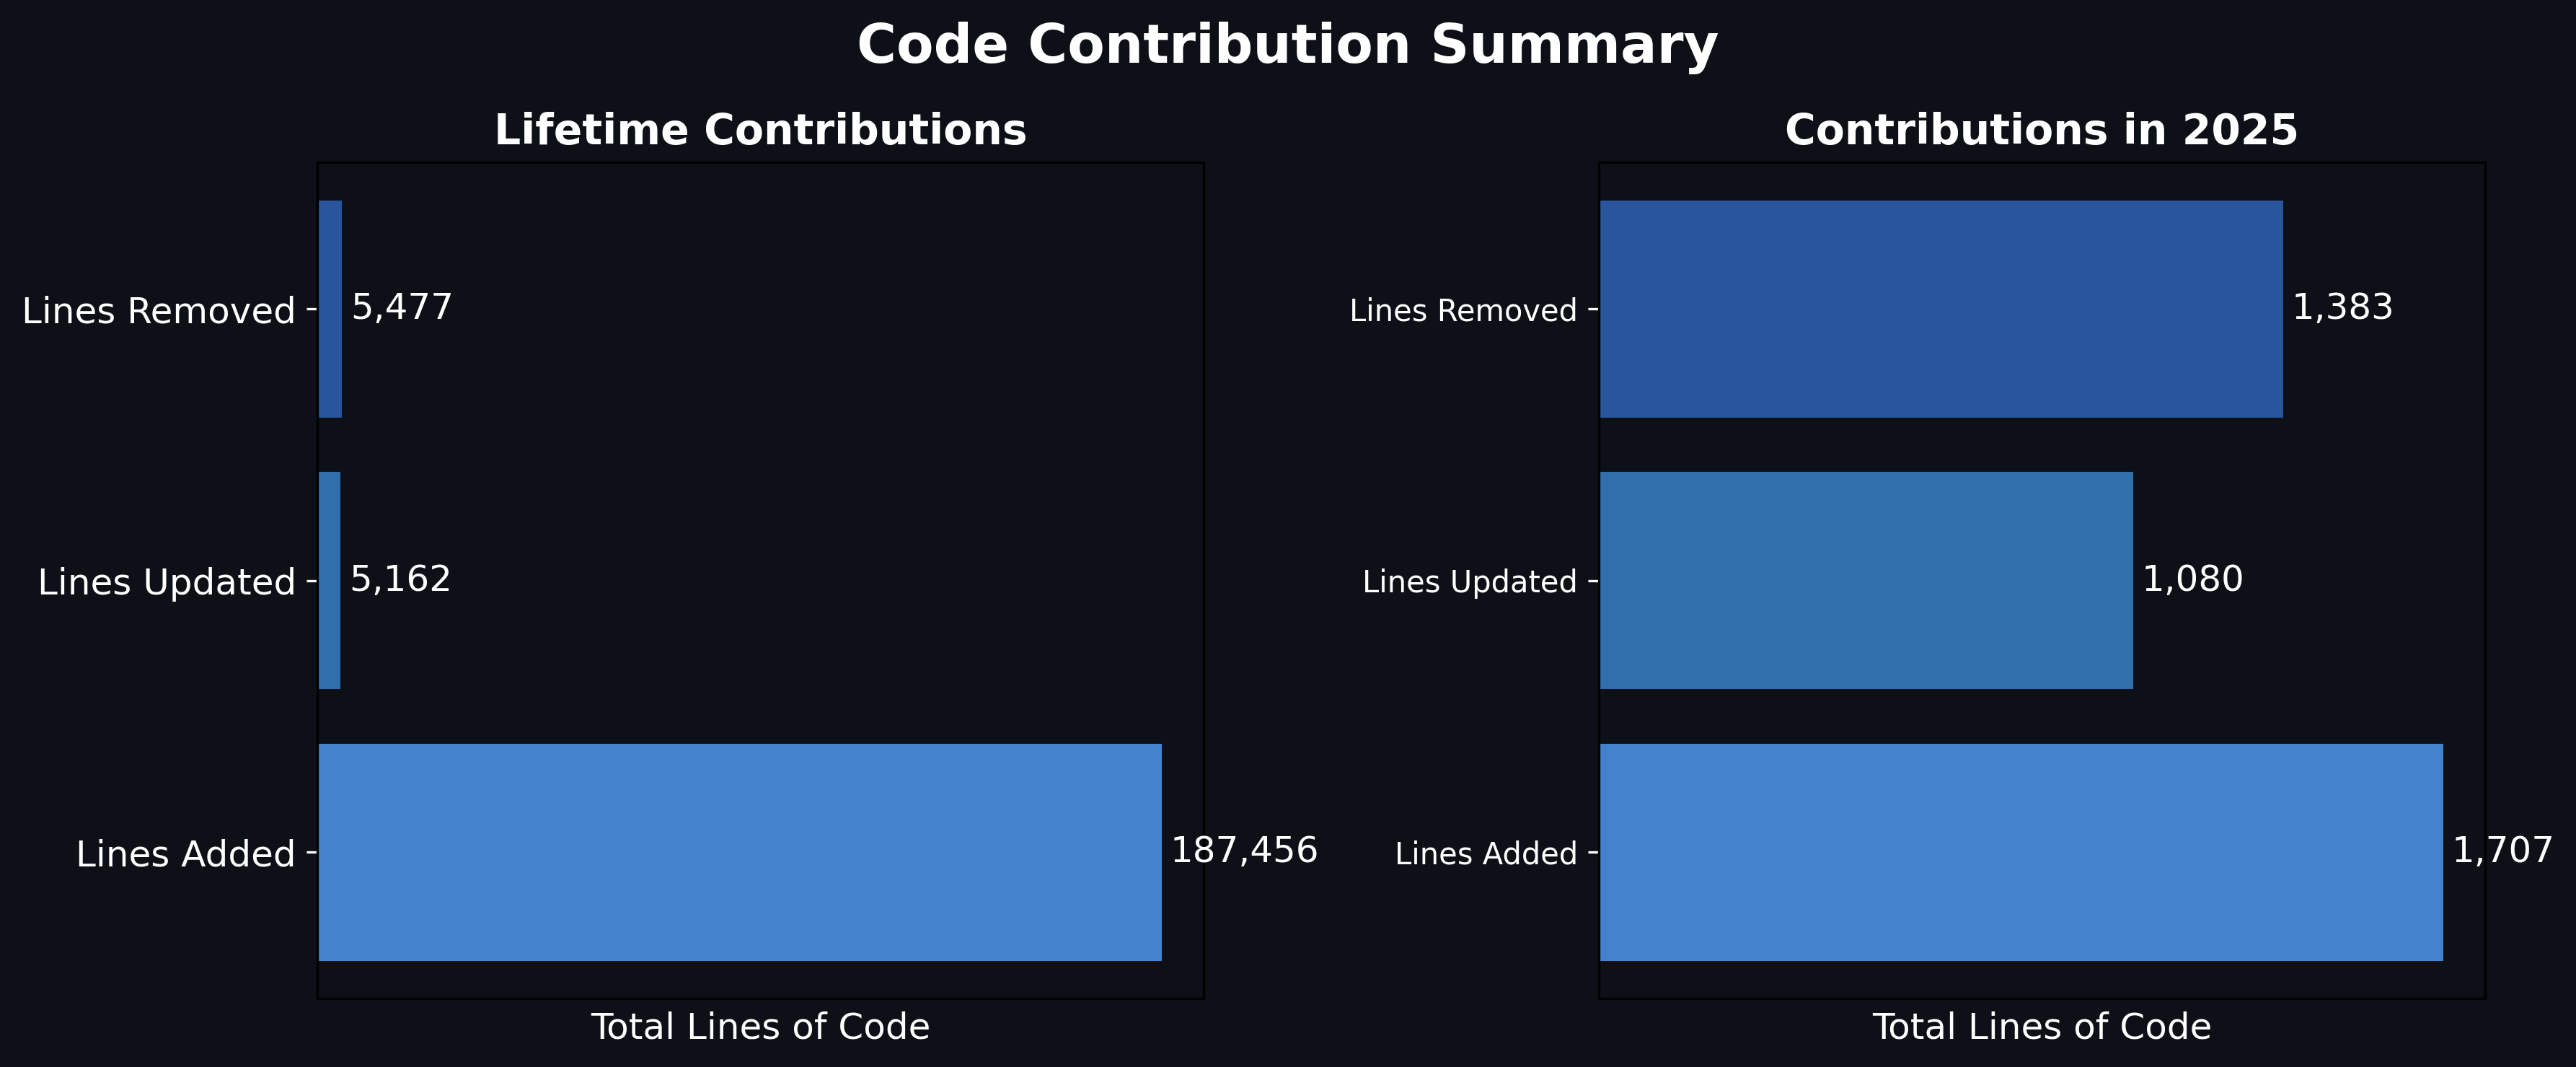 Code Contribution Summary
Lifetime Contributions
Lines Removed
5,477
Lines Updated
5,162
Lines Added
187,456
Total Lines of Code
Contributions in 2025
Lines Removed
1,383
Lines Updated
1,080
Lines Added
1,707
Total Lines of Code